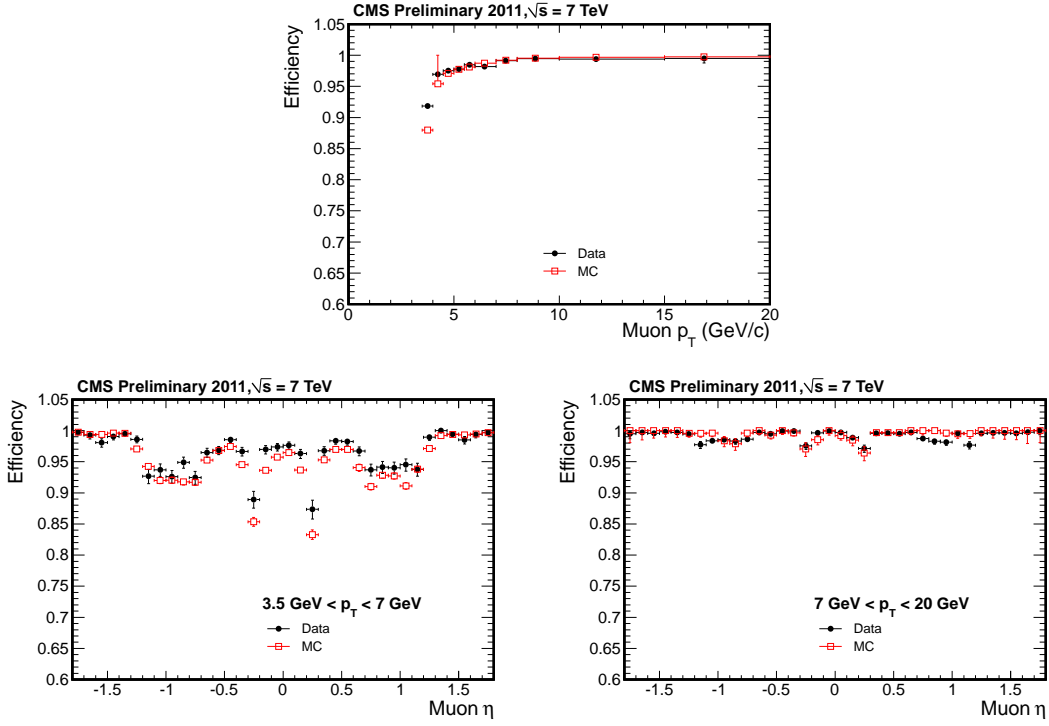 CMS Preliminary 2011,√s = 7 TeV
Efficiency
1.05
1
0.95
0.9
0.85
0.8
0.75
0.7
0.65
0.6
Data
MC
0 5 10 15 20
Muon p_T (GeV/c)
CMS Preliminary 2011,√s = 7 TeV
Efficiency
1.05
1
0.95
0.9
0.85
0.8
0.75
0.7
0.65
0.6
3.5 GeV < p_T < 7 GeV
Data
MC
-1.5 -1 -0.5 0 0.5 1 1.5
Muon η
CMS Preliminary 2011,√s = 7 TeV
Efficiency
1.05
1
0.95
0.9
0.85
0.8
0.75
0.7
0.65
0.6
7 GeV < p_T < 20 GeV
Data
MC
-1.5 -1 -0.5 0 0.5 1 1.5
Muon η